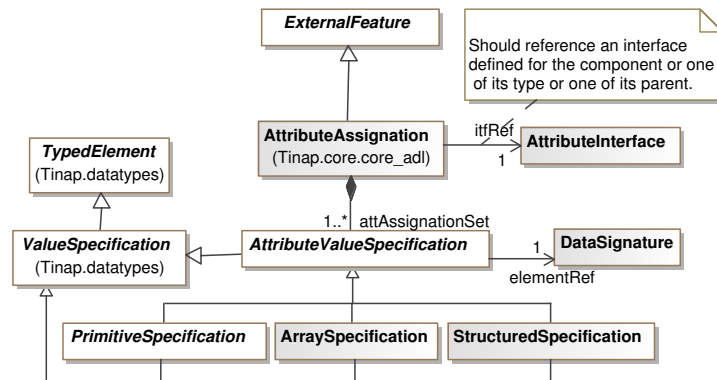 ExternalFeature
Should reference an interface
defined for the component or one
of its type or one of its parent.
AttributeAssignation
(Tinap.core.core_adl)
itfRef
1
AttributeInterface
TypedElement
(Tinap.datatypes)
1..*
attAssignationSet
ValueSpecification
(Tinap.datatypes)
AttributeValueSpecification
1
elementRef
DataSignature
PrimitiveSpecification
ArraySpecification
StructuredSpecification